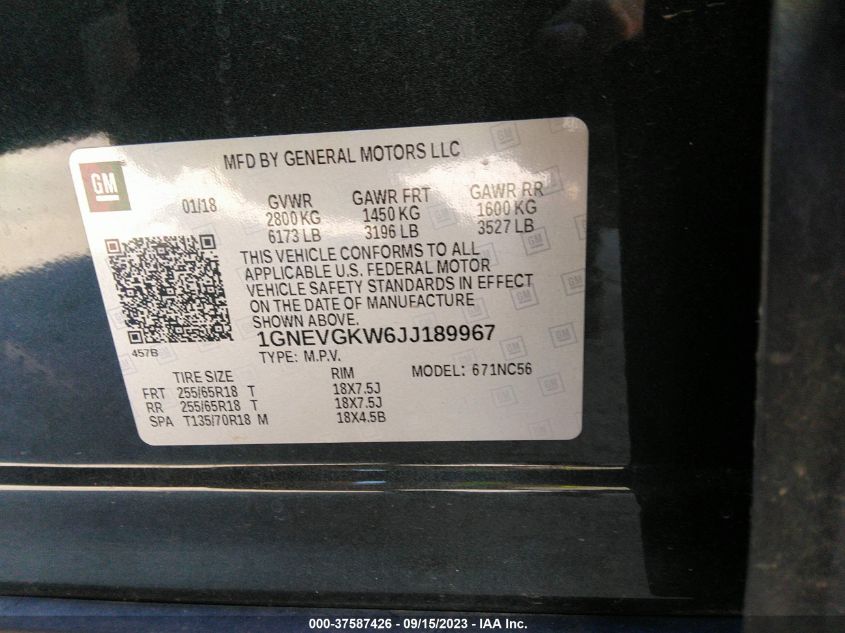 MFD BY GENERAL MOTORS LLC
GM
01/18 GVWR GAWR FRT GAWR RR
2800 KG 1450 KG 1600 KG
6173 LB 3196 LB 3527 LB
THIS VEHICLE CONFORMS TO ALL
APPLICABLE U.S. FEDERAL MOTOR
VEHICLE SAFETY STANDARDS IN EFFECT
ON THE DATE OF MANUFACTURE
SHOWN ABOVE.
457B
1GNEVGKW6JJ189967
TYPE: M.P.V.
TIRE SIZE RIM MODEL: 671NC56
FRT 255/65R18 T 18X7.5J
RR 255/65R18 T 18X7.5J
SPA T135/70R18 M 18X4.5B
000-37587426 - 09/15/2023 - IAA Inc.